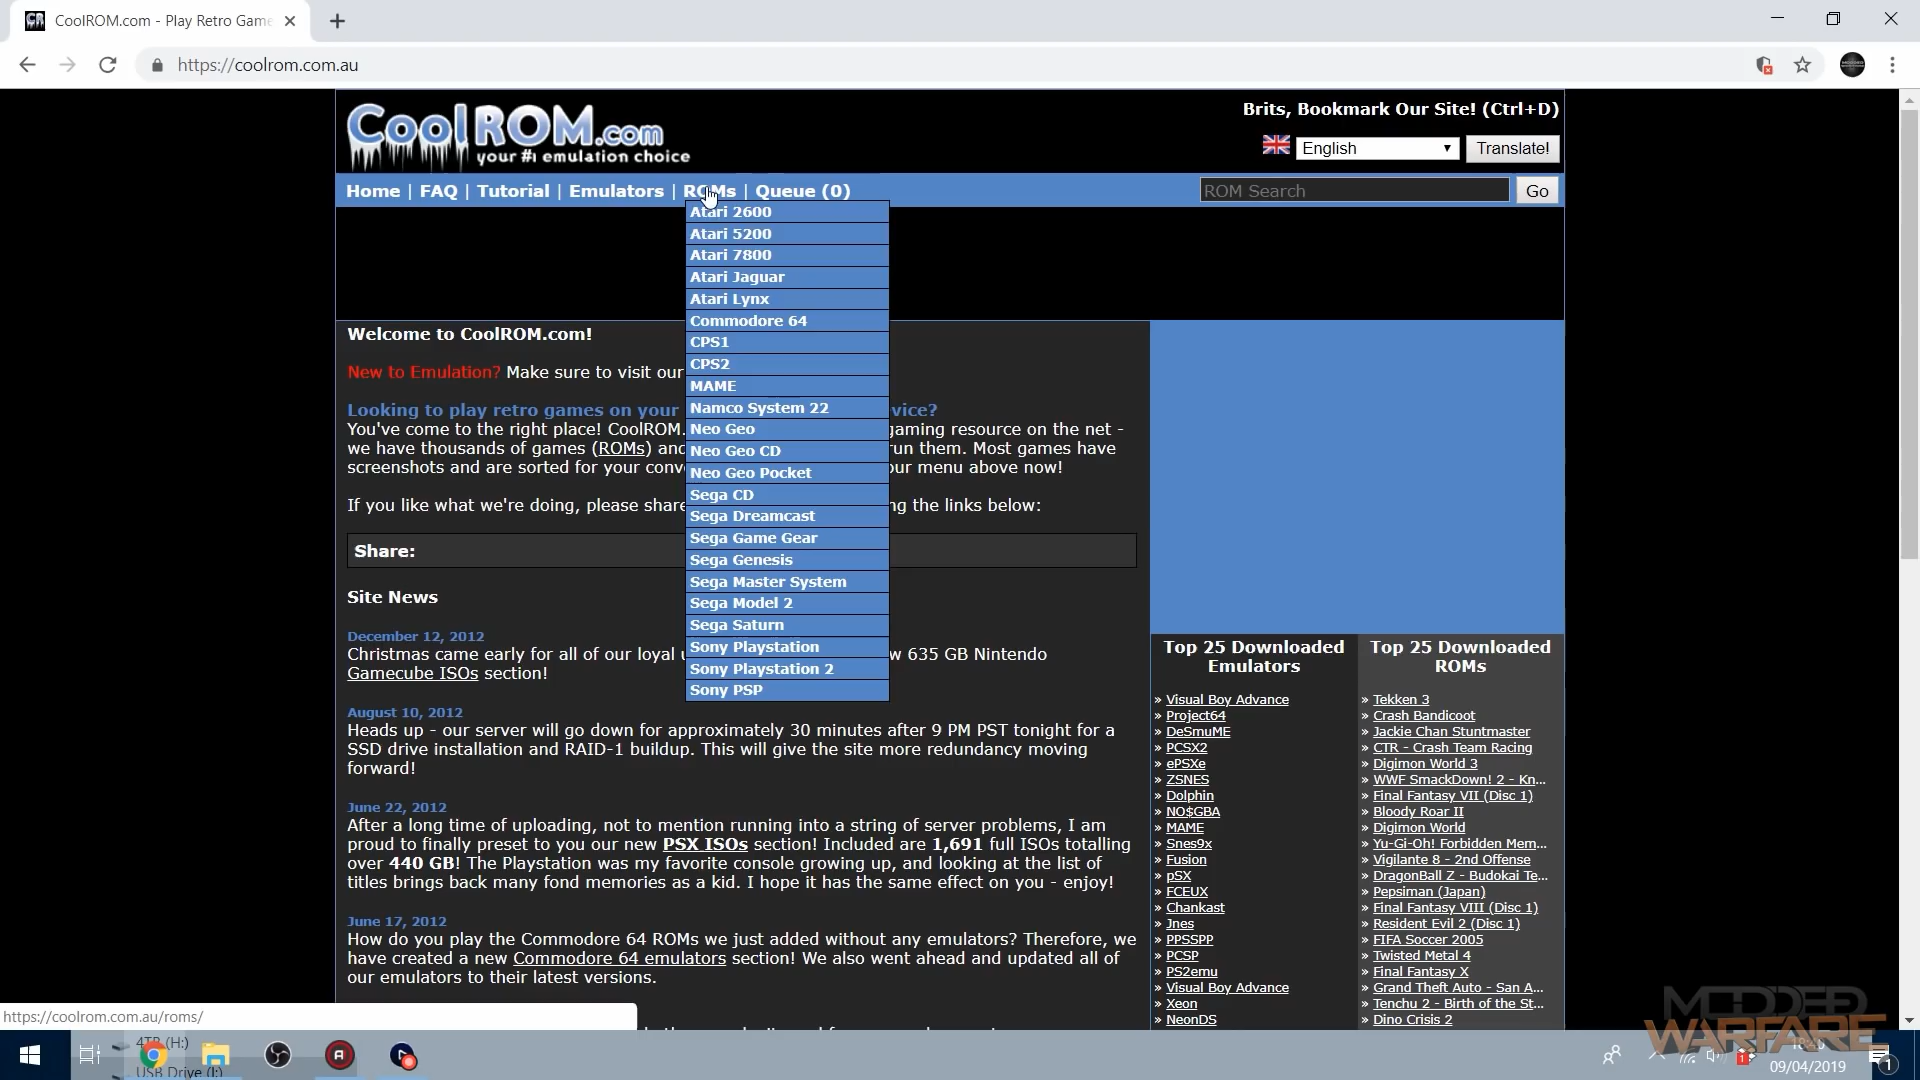 CoolROM.com - Play Retro Game
https://coolrom.com.au
CoolROM.com
your #1 emulation choice
Brits, Bookmark Our Site! (Ctrl+D)
English
Translate!
Home | FAQ | Tutorial | Emulators | ROMs | Queue (0)
ROM Search
Go
Atari 2600
Atari 5200
Atari 7800
Atari Jaguar
Atari Lynx
Commodore 64
CPS1
CPS2
MAME
Namco System 22
Neo Geo
Neo Geo CD
Neo Geo Pocket
Sega CD
Sega Dreamcast
Sega Game Gear
Sega Genesis
Sega Master System
Sega Model 2
Sega Saturn
Sony Playstation
Sony Playstation 2
Sony PSP
Welcome to CoolROM.com!
New to Emulation? Make sure to visit our
Looking to play retro games on your vice?
You've come to the right place! CoolROM. gaming resource on the net -
we have thousands of games (ROMs) and run them. Most games have
screenshots and are sorted for your conv our menu above now!
If you like what we're doing, please share ng the links below:
Share:
Site News
December 12, 2012
Christmas came early for all of our loyal u w 635 GB Nintendo
Gamecube ISOs section!
August 10, 2012
Heads up - our server will go down for approximately 30 minutes after 9 PM PST tonight for a
SSD drive installation and RAID-1 buildup. This will give the site more redundancy moving
forward!
June 22, 2012
After a long time of uploading, not to mention running into a string of server problems, I am
proud to finally preset to you our new PSX ISOs section! Included are 1,691 full ISOs totalling
over 440 GB! The Playstation was my favorite console growing up, and looking at the list of
titles brings back many fond memories as a kid. I hope it has the same effect on you - enjoy!
June 17, 2012
How do you play the Commodore 64 ROMs we just added without any emulators? Therefore, we
have created a new Commodore 64 emulators section! We also went ahead and updated all of
our emulators to their latest versions.
Top 25 Downloaded
Emulators
» Visual Boy Advance
» Project64
» DeSmuME
» PCSX2
» ePSXe
» ZSNES
» Dolphin
» NO$GBA
» MAME
» Snes9x
» Fusion
» pSX
» FCEUX
» Chankast
» Jnes
» PPSSPP
» PCSP
» PS2emu
» Visual Boy Advance
» Xeon
» NeonDS
Top 25 Downloaded
ROMs
» Tekken 3
» Crash Bandicoot
» Jackie Chan Stuntmaster
» CTR - Crash Team Racing
» Digimon World 3
» WWF SmackDown! 2 - Kn...
» Final Fantasy VII (Disc 1)
» Bloody Roar II
» Digimon World
» Yu-Gi-Oh! Forbidden Mem...
» Vigilante 8 - 2nd Offense
» DragonBall Z - Budokai Te...
» Pepsiman (Japan)
» Final Fantasy VIII (Disc 1)
» Resident Evil 2 (Disc 1)
» FIFA Soccer 2005
» Twisted Metal 4
» Final Fantasy X
» Grand Theft Auto - San A...
» Tenchu 2 - Birth of the St...
» Dino Crisis 2
https://coolrom.com.au/roms/
4TB (H:)
USB Drive (I:)
MODDED
WARFARE
18:40
09/04/2019
1